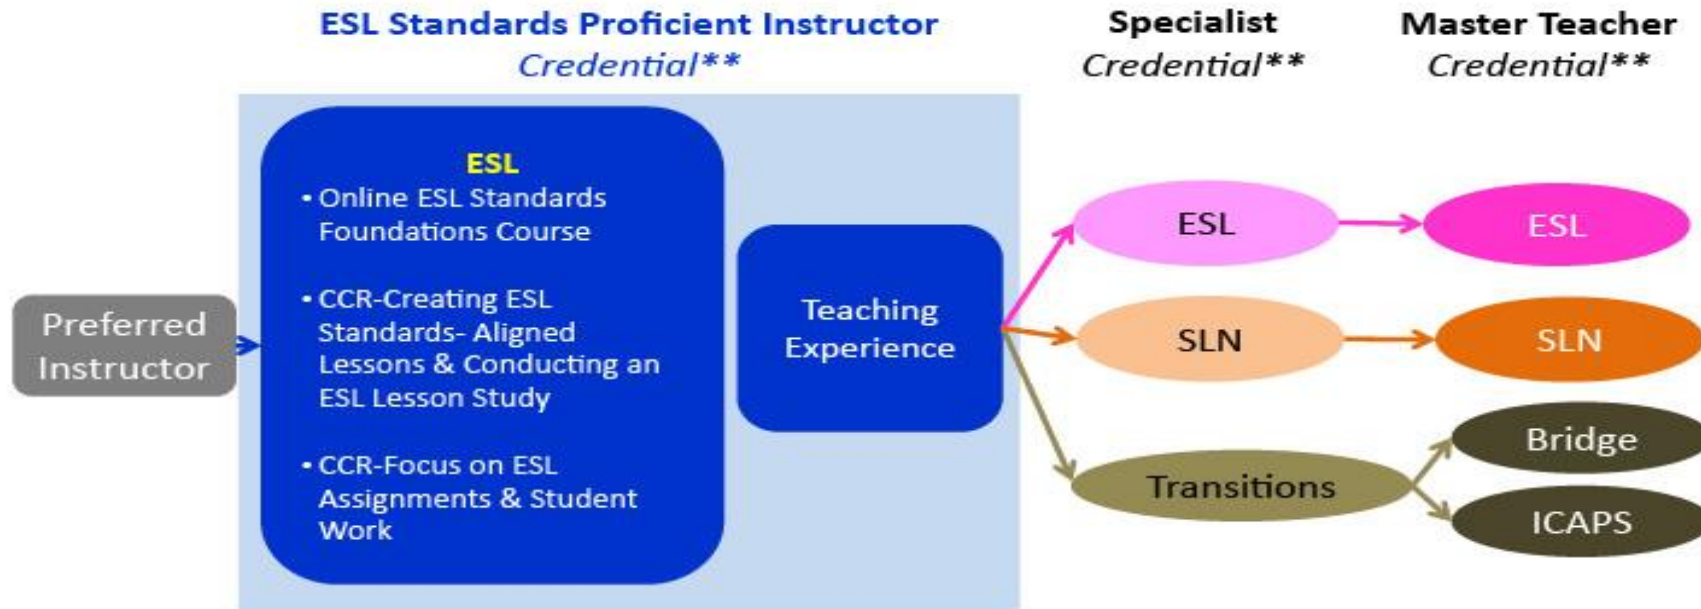 ESL Standards Proficient Instructor
Credential**
Specialist
Credential**
Master Teacher
Credential**
Preferred
Instructor
ESL
• Online ESL Standards
Foundations Course
• CCR-Creating ESL
Standards- Aligned
Lessons & Conducting an
ESL Lesson Study
• CCR-Focus on ESL
Assignments & Student
Work
Teaching
Experience
ESL
ESL
SLN
SLN
Transitions
Bridge
ICAPS